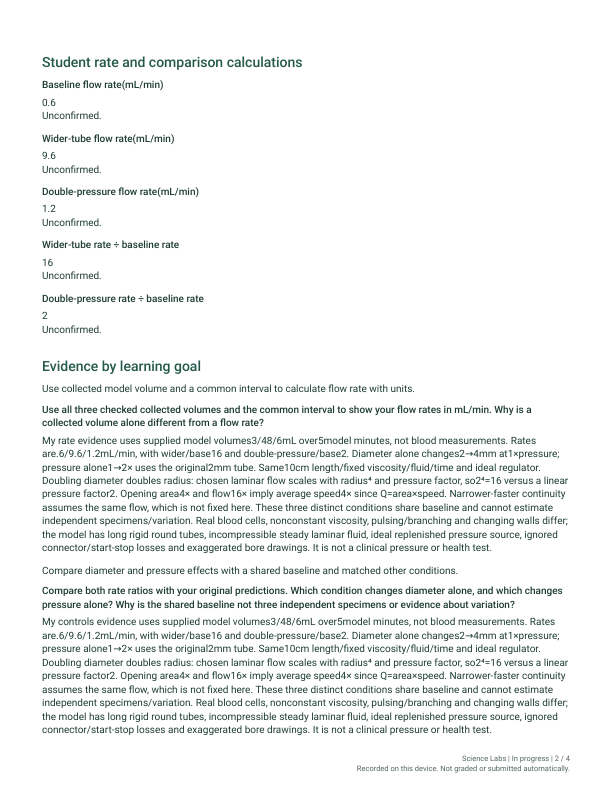 Student rate and comparison calculations
Baseline flow rate(mL/min)
0.6
Unconfirmed.
Wider-tube flow rate(mL/min)
9.6
Unconfirmed.
Double-pressure flow rate(mL/min)
1.2
Unconfirmed.
Wider-tube rate ÷ baseline rate
16
Unconfirmed.
Double-pressure rate ÷ baseline rate
2
Unconfirmed.
Evidence by learning goal
Use collected model volume and a common interval to calculate flow rate with units.
Use all three checked collected volumes and the common interval to show your flow rates in mL/min. Why is a
collected volume alone different from a flow rate?
My rate evidence uses supplied model volumes3/48/6mL over5model minutes, not blood measurements. Rates
are.6/9.6/1.2mL/min, with wider/base16 and double-pressure/base2. Diameter alone changes2→4mm at1×pressure;
pressure alone1→2× uses the original2mm tube. Same10cm length/fixed viscosity/fluid/time and ideal regulator.
Doubling diameter doubles radius: chosen laminar flow scales with radius⁴ and pressure factor, so2⁴=16 versus a linear
pressure factor2. Opening area4× and flow16× imply average speed4× since Q=area×speed. Narrower-faster continuity
assumes the same flow, which is not fixed here. These three distinct conditions share baseline and cannot estimate
independent specimens/variation. Real blood cells, nonconstant viscosity, pulsing/branching and changing walls differ;
the model has long rigid round tubes, incompressible steady laminar fluid, ideal replenished pressure source, ignored
connector/start-stop losses and exaggerated bore drawings. It is not a clinical pressure or health test.
Compare diameter and pressure effects with a shared baseline and matched other conditions.
Compare both rate ratios with your original predictions. Which condition changes diameter alone, and which changes
pressure alone? Why is the shared baseline not three independent specimens or evidence about variation?
My controls evidence uses supplied model volumes3/48/6mL over5model minutes, not blood measurements. Rates
are.6/9.6/1.2mL/min, with wider/base16 and double-pressure/base2. Diameter alone changes2→4mm at1×pressure;
pressure alone1→2× uses the original2mm tube. Same10cm length/fixed viscosity/fluid/time and ideal regulator.
Doubling diameter doubles radius: chosen laminar flow scales with radius⁴ and pressure factor, so2⁴=16 versus a linear
pressure factor2. Opening area4× and flow16× imply average speed4× since Q=area×speed. Narrower-faster continuity
assumes the same flow, which is not fixed here. These three distinct conditions share baseline and cannot estimate
independent specimens/variation. Real blood cells, nonconstant viscosity, pulsing/branching and changing walls differ;
the model has long rigid round tubes, incompressible steady laminar fluid, ideal replenished pressure source, ignored
connector/start-stop losses and exaggerated bore drawings. It is not a clinical pressure or health test.
Science Labs | In progress | 2 / 4
Recorded on this device. Not graded or submitted automatically.